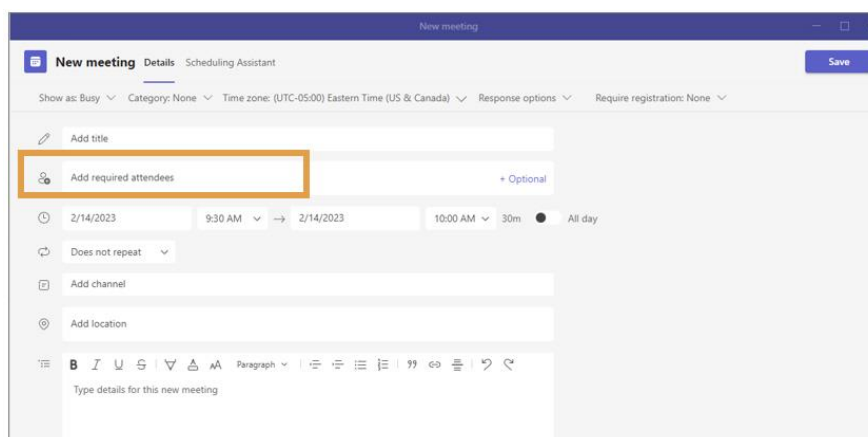 New meeting
New meeting Details Scheduling Assistant Save
Show as: Busy Category: None Time zone: (UTC-05:00) Eastern Time (US & Canada) Response options Require registration: None
Add title
Add required attendees + Optional
2/14/2023 9:30 AM → 2/14/2023 10:00 AM 30m All day
Does not repeat
Add channel
Add location
B I U S A AA Paragraph
Type details for this new meeting